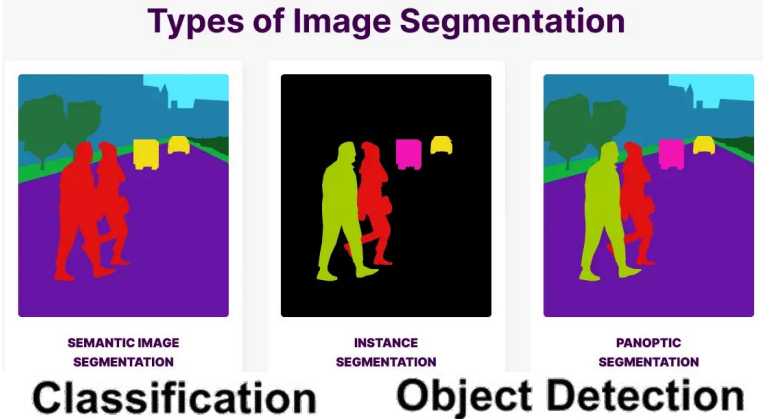 Types of Image Segmentation
SEMANTIC IMAGE
SEGMENTATION
INSTANCE
SEGMENTATION
PANOPTIC
SEGMENTATION
Classification
Object Detection